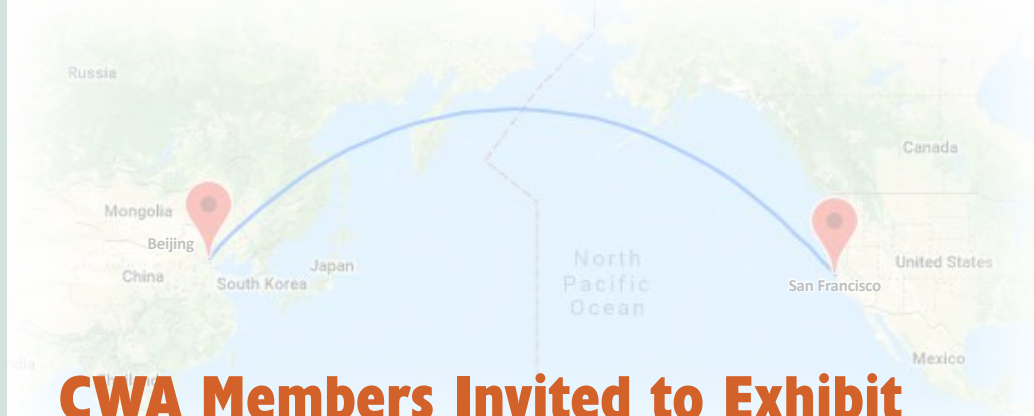 Russia
Canada
Mongolia
Beijing
North
Pacific
Ocean
United States
Japan
China
South Korea
San Francisco
Mexico
Thailand
CWA Members Invited to Exhibit